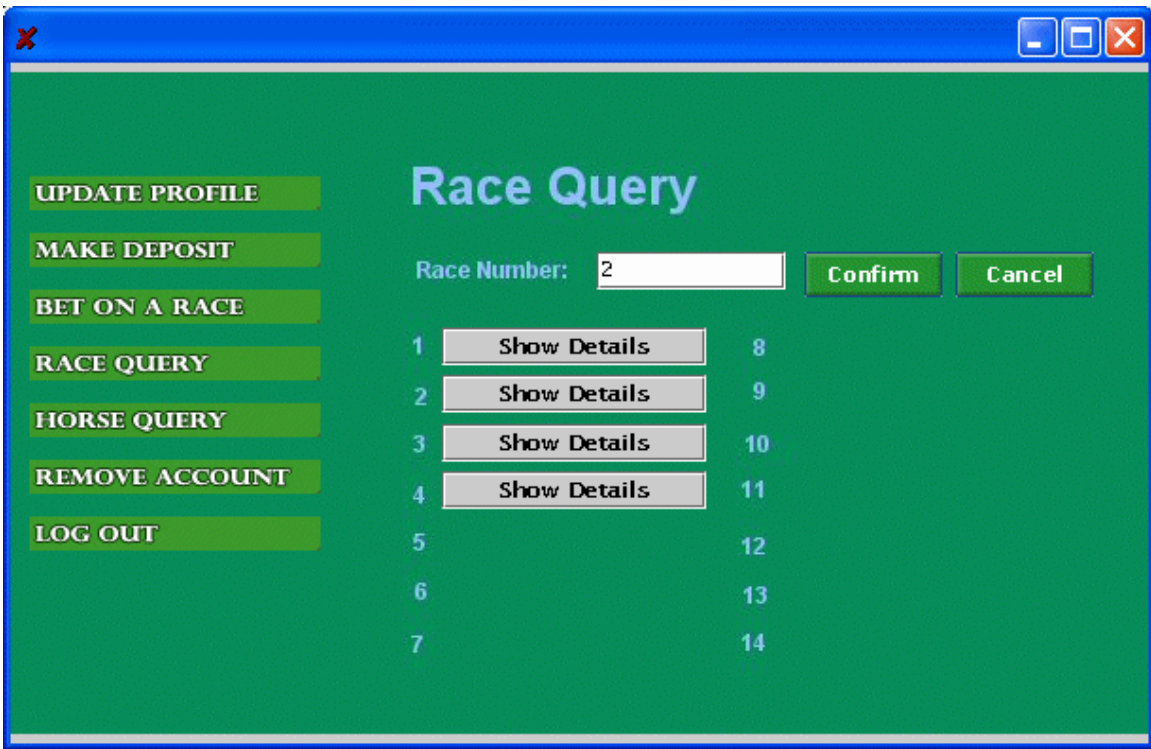 Race Query
UPDATE PROFILE
MAKE DEPOSIT
BET ON A RACE
RACE QUERY
HORSE QUERY
REMOVE ACCOUNT
LOG OUT
Race Number: 2 Confirm Cancel
1 Show Details 8
2 Show Details 9
3 Show Details 10
4 Show Details 11
5 12
6 13
7 14